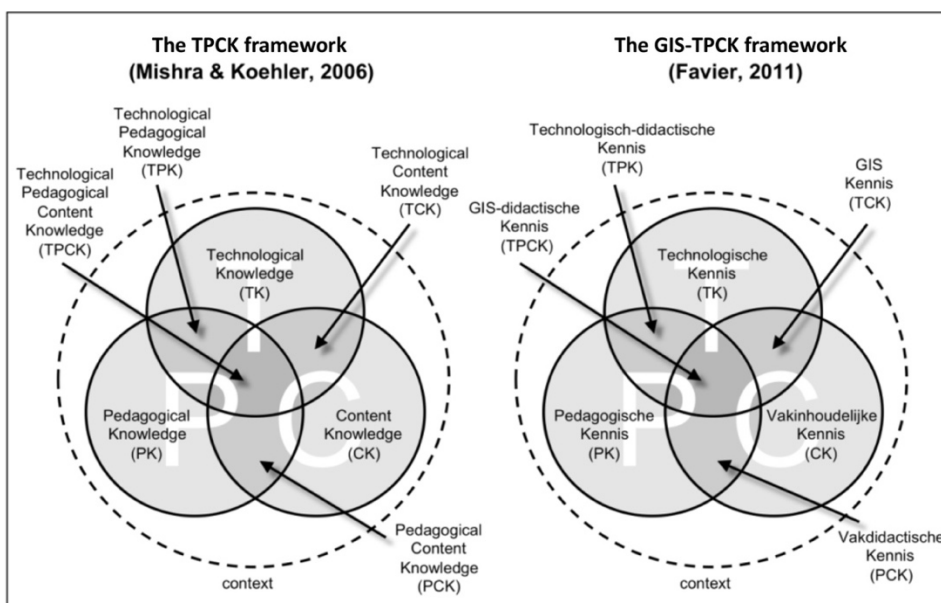 The TPCK framework
(Mishra & Koehler, 2006)
Technological
Pedagogical
Knowledge
(TPK)
Technological
Pedagogical
Content
Knowledge
(TPCK)
Technological
Content
Knowledge
(TCK)
Technological
Knowledge
(TK)
T
P C
Pedagogical
Knowledge
(PK)
Content
Knowledge
(CK)
Pedagogical
Content
Knowledge
(PCK)
context
The GIS-TPCK framework
(Favier, 2011)
Technologisch-didactische
Kennis
(TPK)
GIS-didactische
Kennis
(TPCK)
GIS
Kennis
(TCK)
Technologische
Kennis
(TK)
T
P C
Pedagogische
Kennis
(PK)
Vakinhoudelijke
Kennis
(CK)
Vakdidactische
Kennis
(PCK)
context